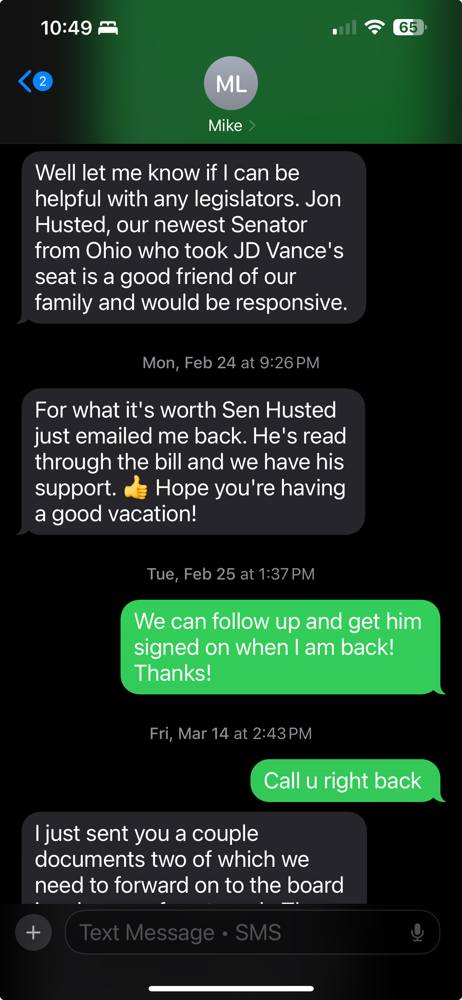 10:49
65
2
ML
Mike
Well let me know if I can be
helpful with any legislators. Jon
Husted, our newest Senator
from Ohio who took JD Vance's
seat is a good friend of our
family and would be responsive.
Mon, Feb 24 at 9:26 PM
For what it's worth Sen Husted
just emailed me back. He's read
through the bill and we have his
support. 👍 Hope you're having
a good vacation!
Tue, Feb 25 at 1:37 PM
We can follow up and get him
signed on when I am back!
Thanks!
Fri, Mar 14 at 2:43 PM
Call u right back
I just sent you a couple
documents two of which we
need to forward on to the board
Text Message • SMS